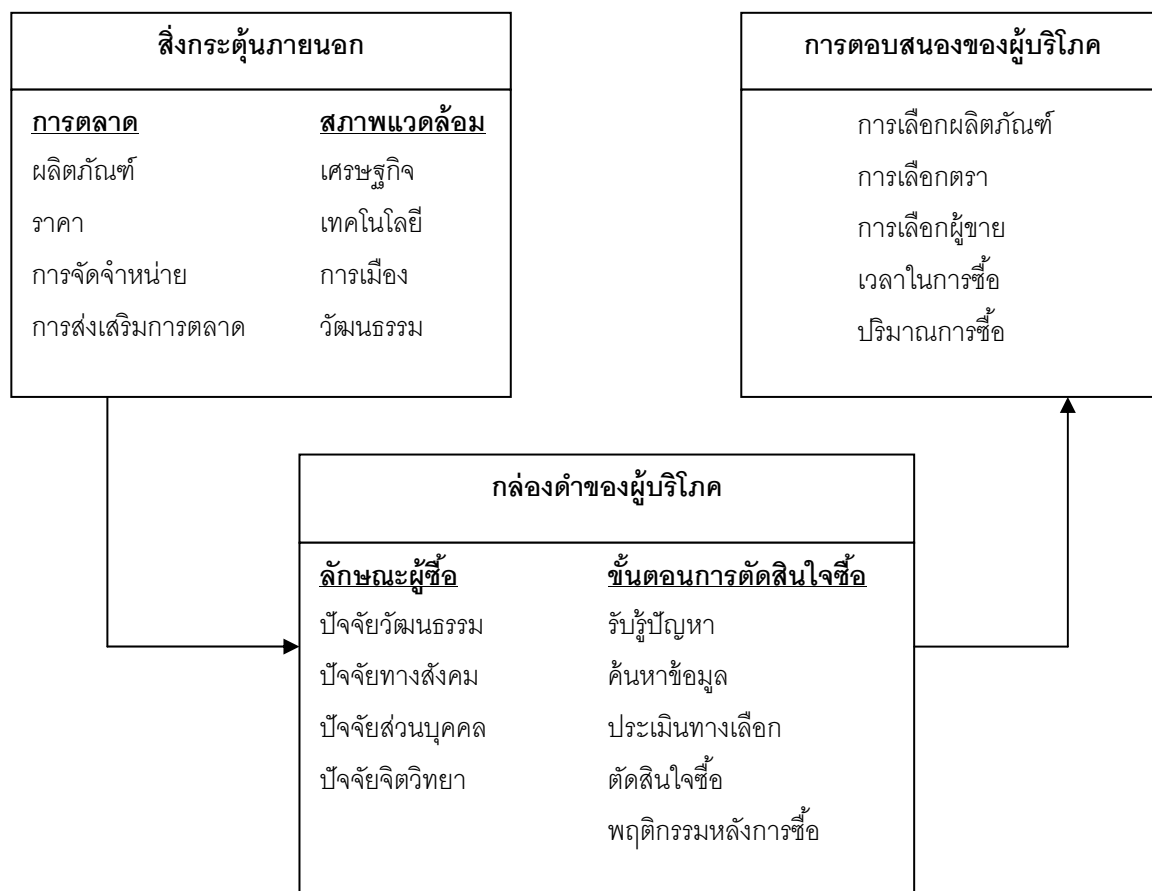 สิ่งกระตุ้นภายนอก
การตลาด สภาพแวดล้อม
ผลิตภัณฑ์ เศรษฐกิจ
ราคา เทคโนโลยี
การจัดจำหน่าย การเมือง
การส่งเสริมการตลาด วัฒนธรรม
การตอบสนองของผู้บริโภค
การเลือกผลิตภัณฑ์
การเลือกตรา
การเลือกผู้ขาย
เวลาในการซื้อ
ปริมาณการซื้อ
กล่องดำของผู้บริโภค
ลักษณะผู้ซื้อ ขั้นตอนการตัดสินใจซื้อ
ปัจจัยวัฒนธรรม รับรู้ปัญหา
ปัจจัยทางสังคม ค้นหาข้อมูล
ปัจจัยส่วนบุคคล ประเมินทางเลือก
ปัจจัยจิตวิทยา ตัดสินใจซื้อ
พฤติกรรมหลังการซื้อ